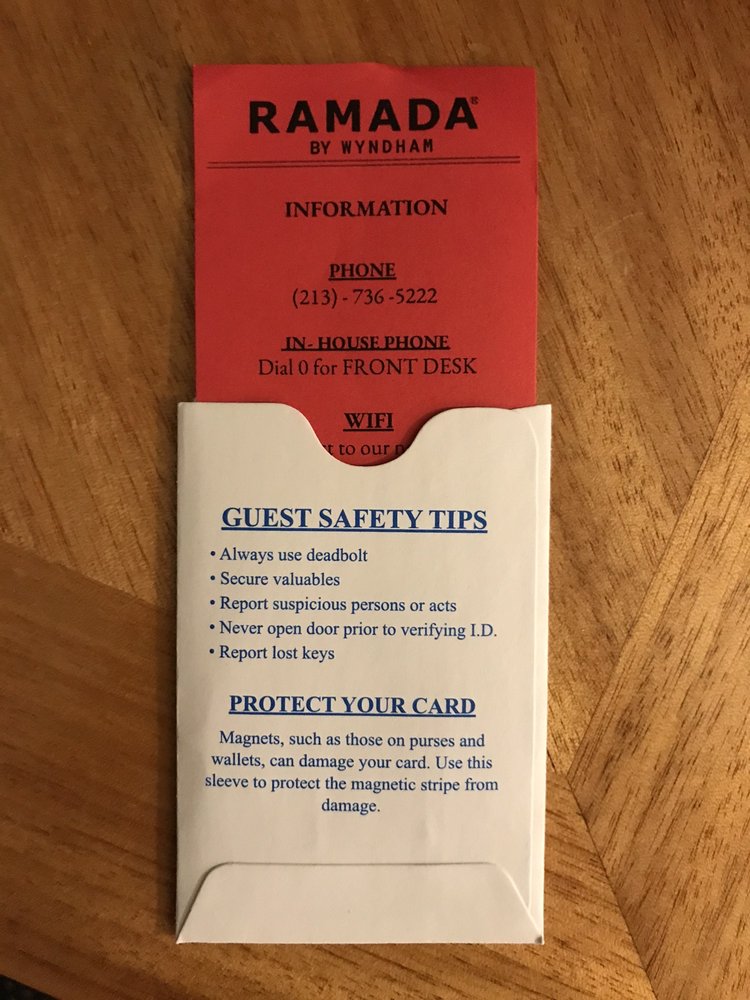 RAMADA®
BY WYNDHAM
INFORMATION
PHONE
(213) - 736 -5222
IN- HOUSE PHONE
Dial 0 for FRONT DESK
WIFI
to our
GUEST SAFETY TIPS
• Always use deadbolt
• Secure valuables
• Report suspicious persons or acts
• Never open door prior to verifying I.D.
• Report lost keys
PROTECT YOUR CARD
Magnets, such as those on purses and
wallets, can damage your card. Use this
sleeve to protect the magnetic stripe from
damage.